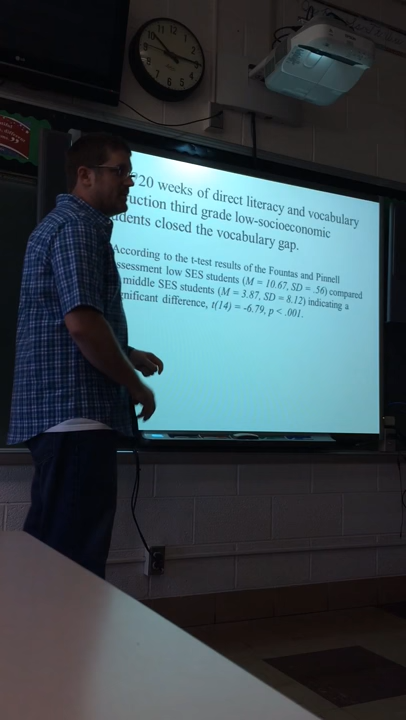 20 weeks of direct literacy and vocabulary
ruction third grade low-socioeconomic
dents closed the vocabulary gap.
According to the t-test results of the Fountas and Pinnell
ssessment low SES students (M = 10.67, SD = .56) compared
middle SES students (M = 3.87, SD = 8.12) indicating a
gnificant difference, t(14) = -6.79, p < .001.